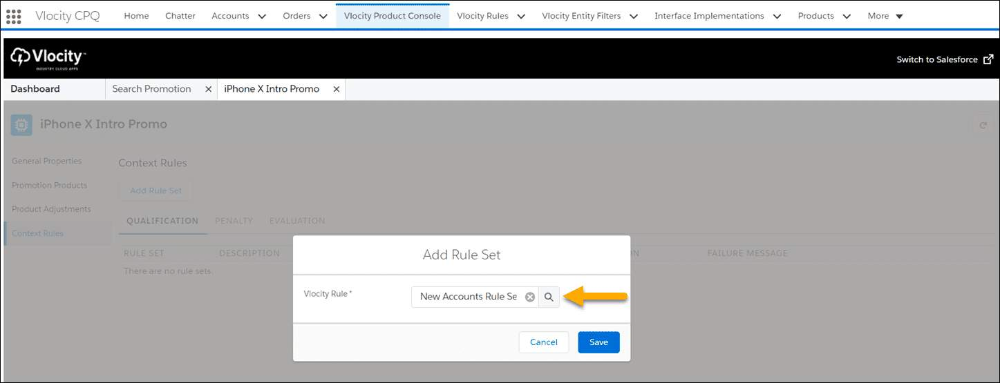 Vlocity CPQ Home Chatter Accounts Orders Vlocity Product Console Vlocity Rules Vlocity Entity Filters Interface Implementations Products More
Vlocity™
INDUSTRY CLOUD APPS
Switch to Salesforce
Dashboard Search Promotion iPhone X Intro Promo
iPhone X Intro Promo
General Properties
Promotion Products
Product Adjustments
Context Rules
Context Rules
Add Rule Set
QUALIFICATION PENALTY EVALUATION
RULE SET DESCRIPTION ON FAILURE MESSAGE
There are no rule sets.
Add Rule Set
Vlocity Rule * New Accounts Rule Se
Cancel Save